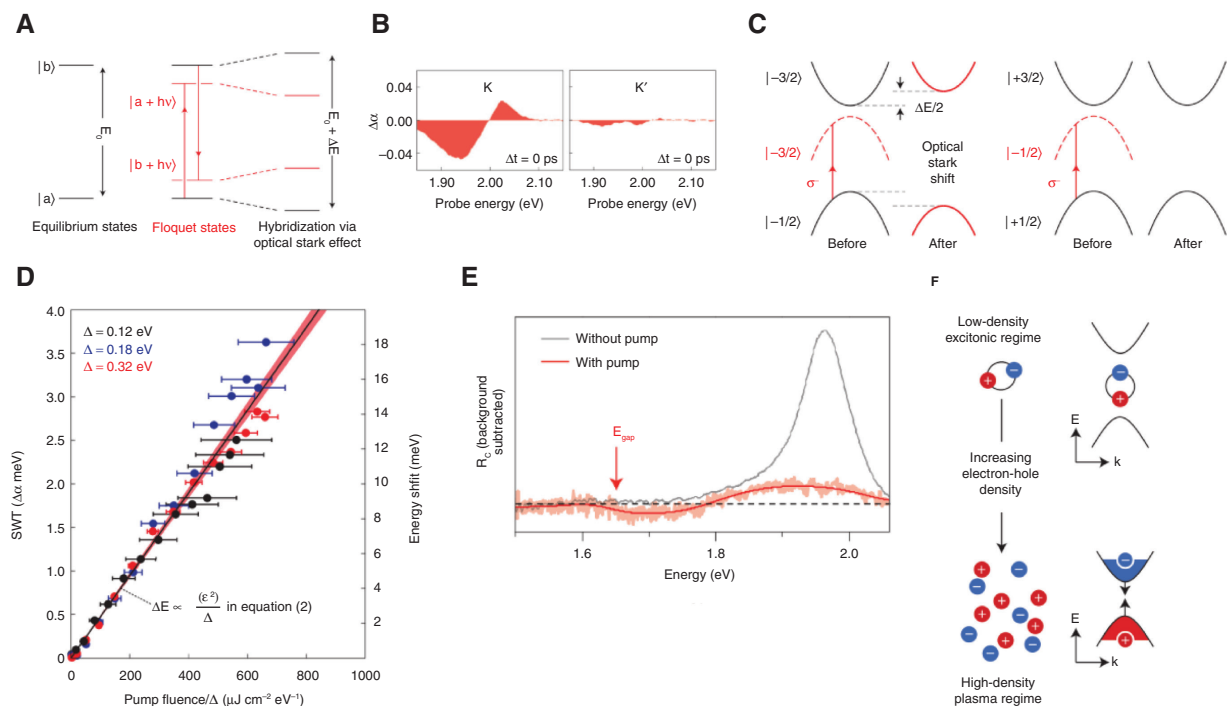 A
|b⟩
|a⟩
E0
|a + hν⟩
|b + hν⟩
E0 + ΔE
Equilibrium states
Floquet states
Hybridization via
optical stark effect
B
K
K′
Δα
0.04
0.00
−0.04
Δt = 0 ps
Δt = 0 ps
1.90
2.00
2.10
1.90
2.00
2.10
Probe energy (eV)
Probe energy (eV)
C
|−3/2⟩
|−3/2⟩
|−1/2⟩
σ−
ΔE/2
Optical
stark
shift
Before
After
|+3/2⟩
|−1/2⟩
|+1/2⟩
σ−
Before
After
D
Δ = 0.12 eV
Δ = 0.18 eV
Δ = 0.32 eV
4.0
3.5
3.0
2.5
2.0
1.5
1.0
0.5
0
SWT (Δα meV)
18
16
14
12
10
8
6
4
2
Energy shfit (meV)
ΔE ∝ ⟨ε²⟩/Δ in equation (2)
0
200
400
600
800
1000
Pump fluence/Δ (μJ cm−2 eV−1)
E
Without pump
With pump
Egap
Rc (background
subtracted)
1.6
1.8
2.0
Energy (eV)
F
Low-density
excitonic regime
+
−
−
+
E
k
Increasing
electron-hole
density
+
−
−
+
+
+
−
+
−
+
−
−
E
k
High-density
plasma regime